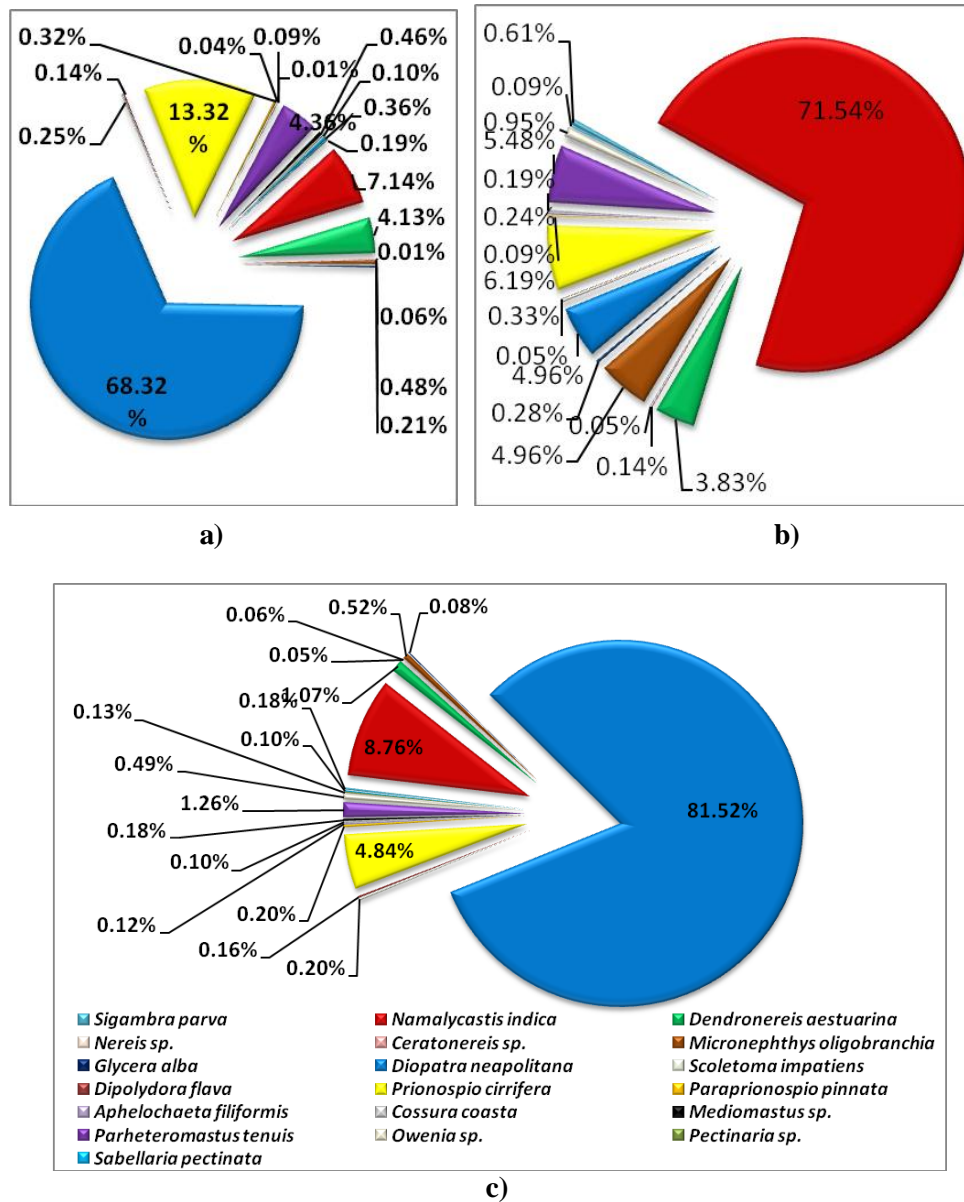 0.32%
0.04%
0.09%
0.01%
0.46%
0.10%
0.14%
0.25%
13.32
%
4.36%
0.36%
0.19%
7.14%
4.13%
0.01%
0.06%
68.32
%
0.48%
0.21%
a)
0.61%
0.09%
0.95%
5.48%
0.19%
0.24%
0.09%
6.19%
0.33%
0.05%
4.96%
0.28%
4.96%
0.05%
0.14%
3.83%
71.54%
b)
0.06%
0.52%
0.08%
0.05%
0.18%
1.07%
0.13%
0.10%
0.49%
8.76%
1.26%
81.52%
0.18%
0.10%
4.84%
0.12%
0.20%
0.16%
0.20%
Sigambra parva
Namalycastis indica
Dendronereis aestuarina
Nereis sp.
Ceratonereis sp.
Micronephthys oligobranchia
Glycera alba
Diopatra neapolitana
Scoletoma impatiens
Dipolydora flava
Prionospio cirrifera
Paraprionospio pinnata
Aphelochaeta filiformis
Cossura coasta
Mediomastus sp.
Parheteromastus tenuis
Owenia sp.
Pectinaria sp.
Sabellaria pectinata
c)